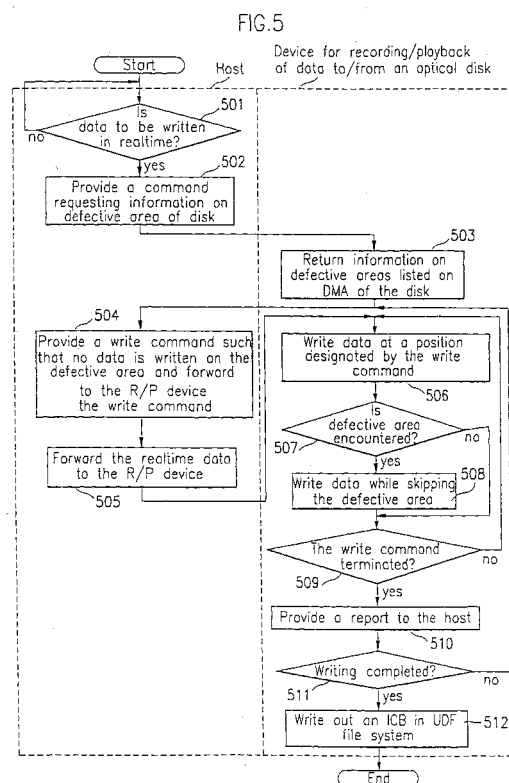 FIG.5
Start
Host
Device for recording/playback
of data to/from an optical disk
501
Is
data to be written
in realtime?
no
yes
502
Provide a command
requesting information on
defective area of disk
503
Return information on
defective areas listed on
DMA of the disk
504
Provide a write command such
that no data is written on the
defective area and forward
to the R/P device
the write command
Forward the realtime data
to the R/P device
505
Write data at a position
designated by the write
command
506
Is
defective area
encountered?
507
no
yes
Write data while skipping
the defective area
508
The write command
terminated?
509
no
yes
Provide a report to the host
510
Writing completed?
511
no
yes
Write out an ICB in UDF
file system
512
End